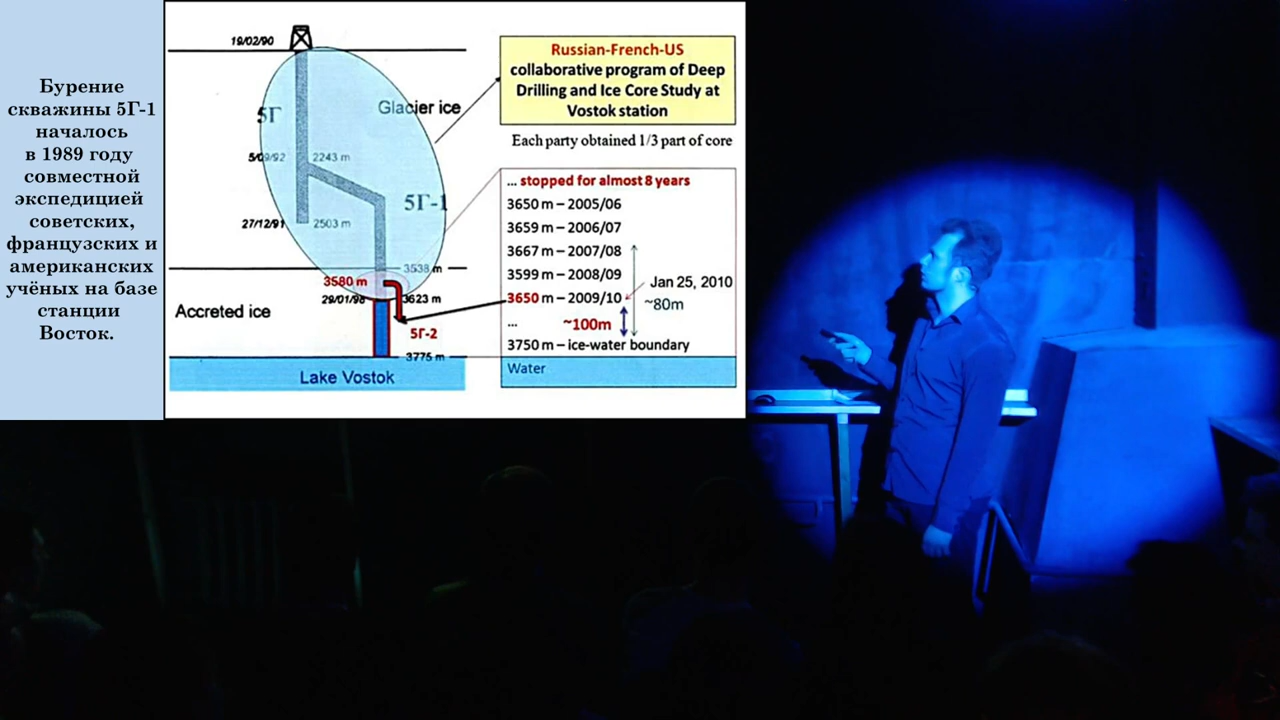 Бурение
скважины 5Г-1
началось
в 1989 году
совместной
экспедицией
советских,
французских и
американских
учёных на базе
станции
Восток.
19/02/90
5Г
Glacier ice
2243 m
5Г-1
27/12/91
2503 m
3538 m
3580 m
29/01/98
3623 m
Accreted ice
5Г-2
3775 m
Lake Vostok
Russian-French-US
collaborative program of Deep
Drilling and Ice Core Study at
Vostok station
Each party obtained 1/3 part of core
... stopped for almost 8 years
3650 m – 2005/06
3659 m – 2006/07
3667 m – 2007/08
3599 m – 2008/09
Jan 25, 2010
3650 m – 2009/10
~80m
...
~100m
3750 m – ice-water boundary
Water